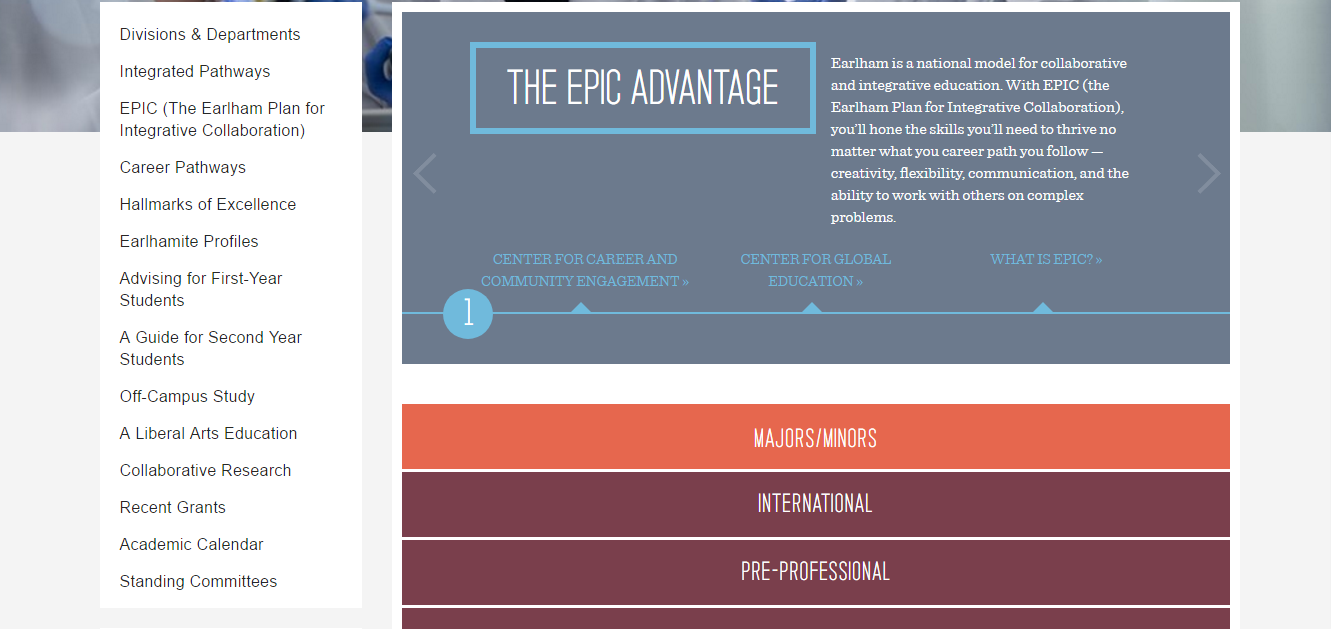 Divisions & Departments
Integrated Pathways
EPIC (The Earlham Plan for
Integrative Collaboration)
Career Pathways
Hallmarks of Excellence
Earlhamite Profiles
Advising for First-Year
Students
A Guide for Second Year
Students
Off-Campus Study
A Liberal Arts Education
Collaborative Research
Recent Grants
Academic Calendar
Standing Committees
THE EPIC ADVANTAGE
Earlham is a national model for collaborative
and integrative education. With EPIC (the
Earlham Plan for Integrative Collaboration),
you’ll hone the skills you’ll need to thrive no
matter what you career path you follow —
creativity, flexibility, communication, and the
ability to work with others on complex
problems.
CENTER FOR CAREER AND
COMMUNITY ENGAGEMENT »
CENTER FOR GLOBAL
EDUCATION »
WHAT IS EPIC? »
1
MAJORS/MINORS
INTERNATIONAL
PRE-PROFESSIONAL